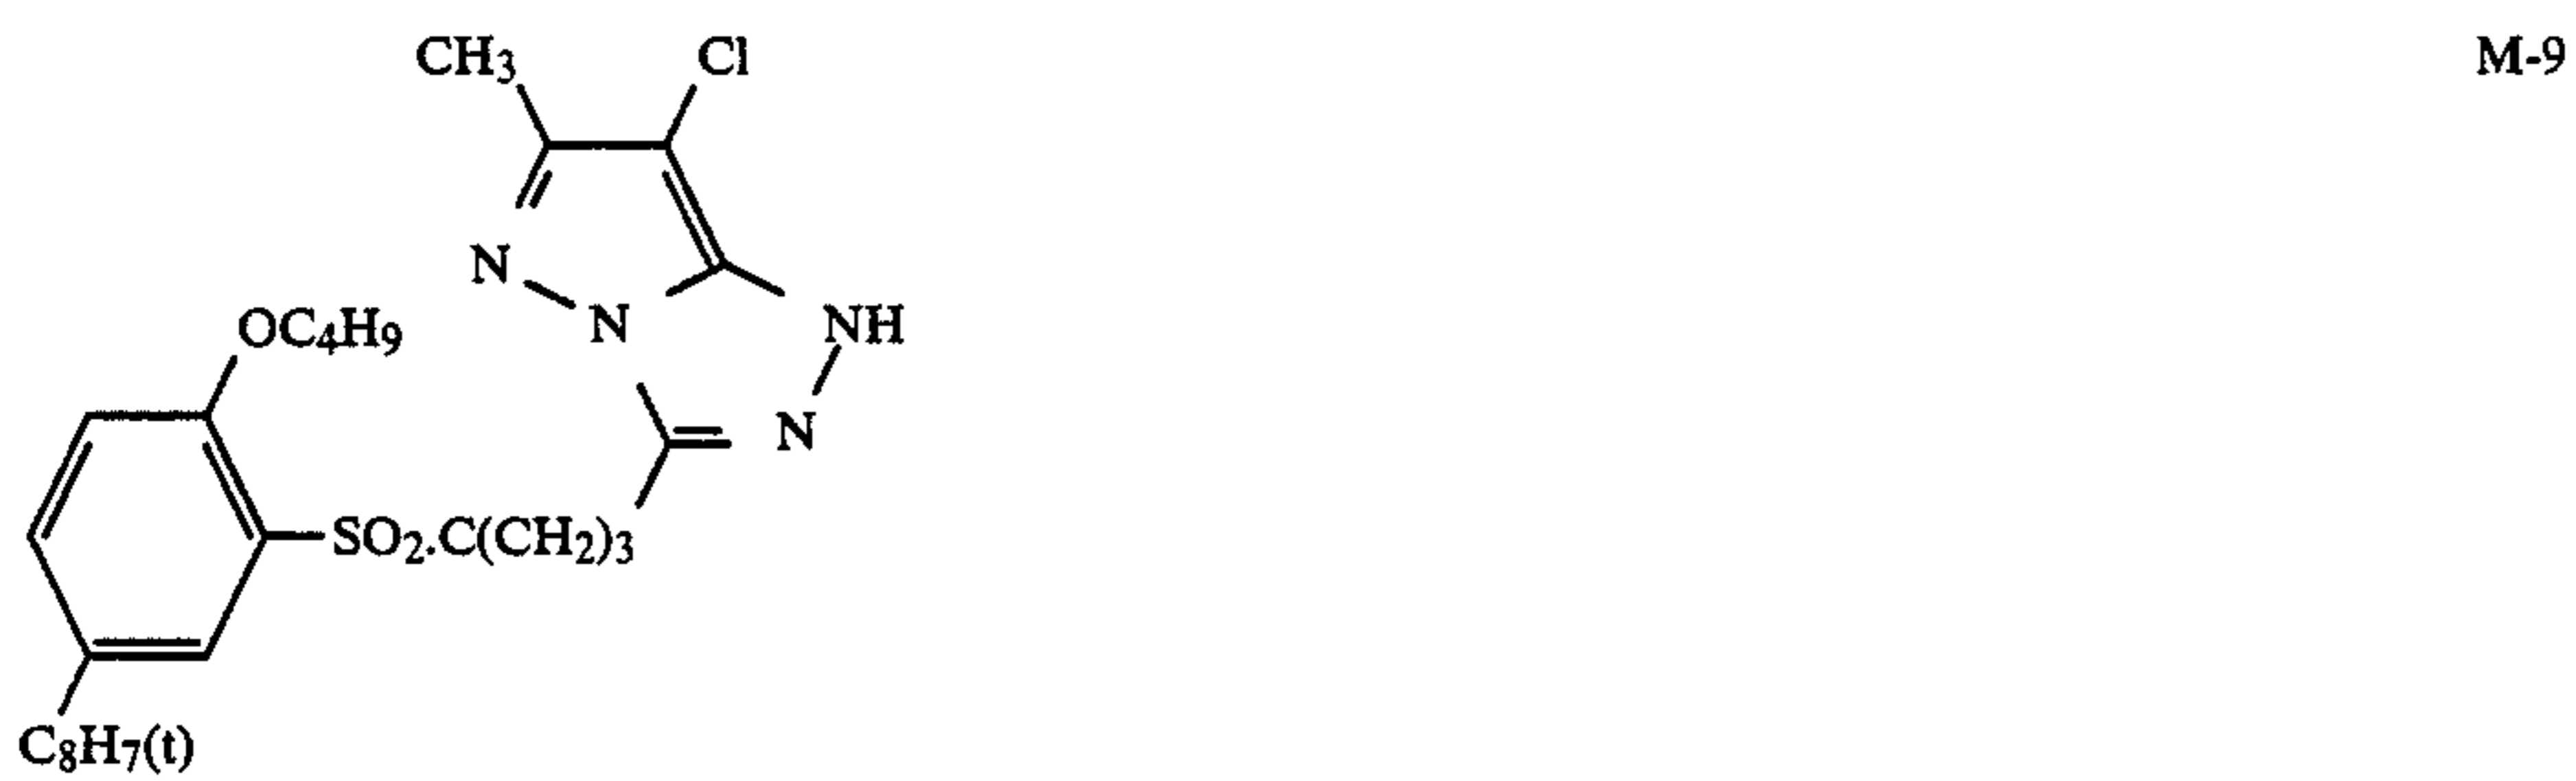 CH3 Cl M-9
N
OC4H9 N NH
N
SO2.C(CH2)3
C8H7(t)